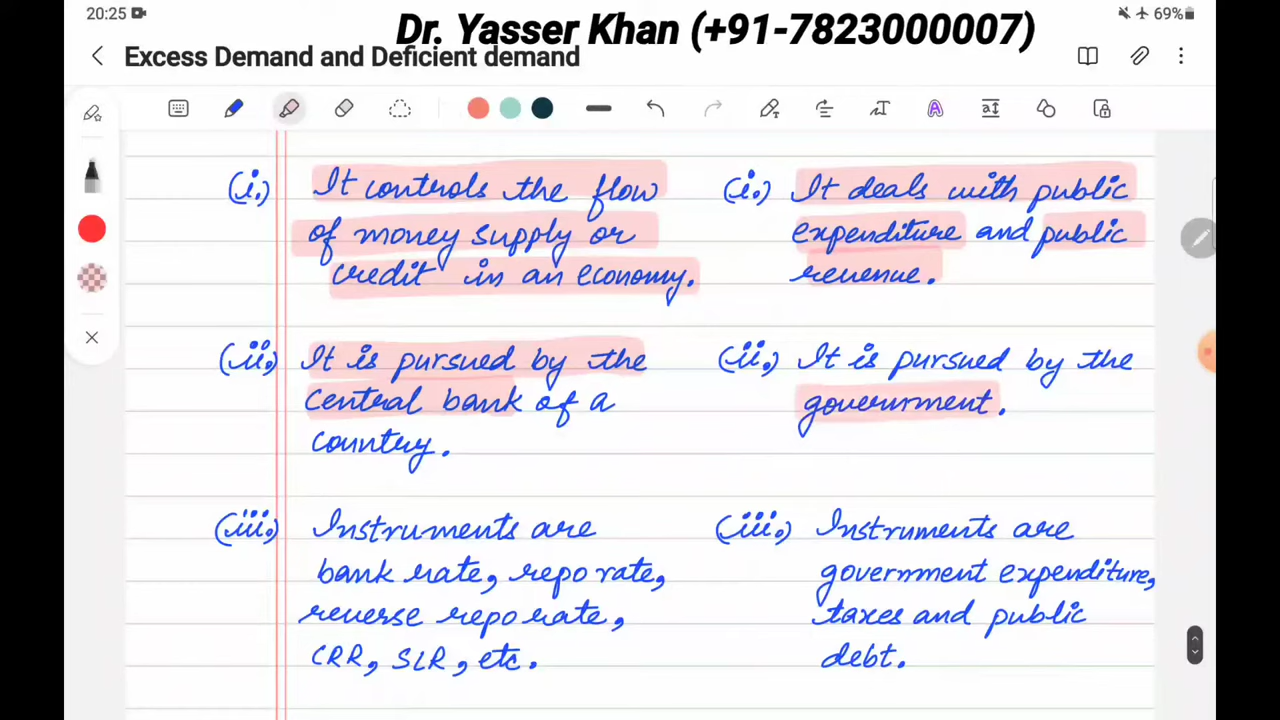 20:25
69%
Dr. Yasser Khan (+91-7823000007)
Excess Demand and Deficient demand
(i.) It controls the flow
of money supply or
credit in an economy.
(ii.) It is pursued by the
central bank of a
country.
(iii.) Instruments are
bank rate, repo rate,
reverse repo rate,
CRR, SLR, etc.
(i.) It deals with public
expenditure and public
revenue.
(ii.) It is pursued by the
government.
(iii.) Instruments are
government expenditure,
taxes and public
debt.